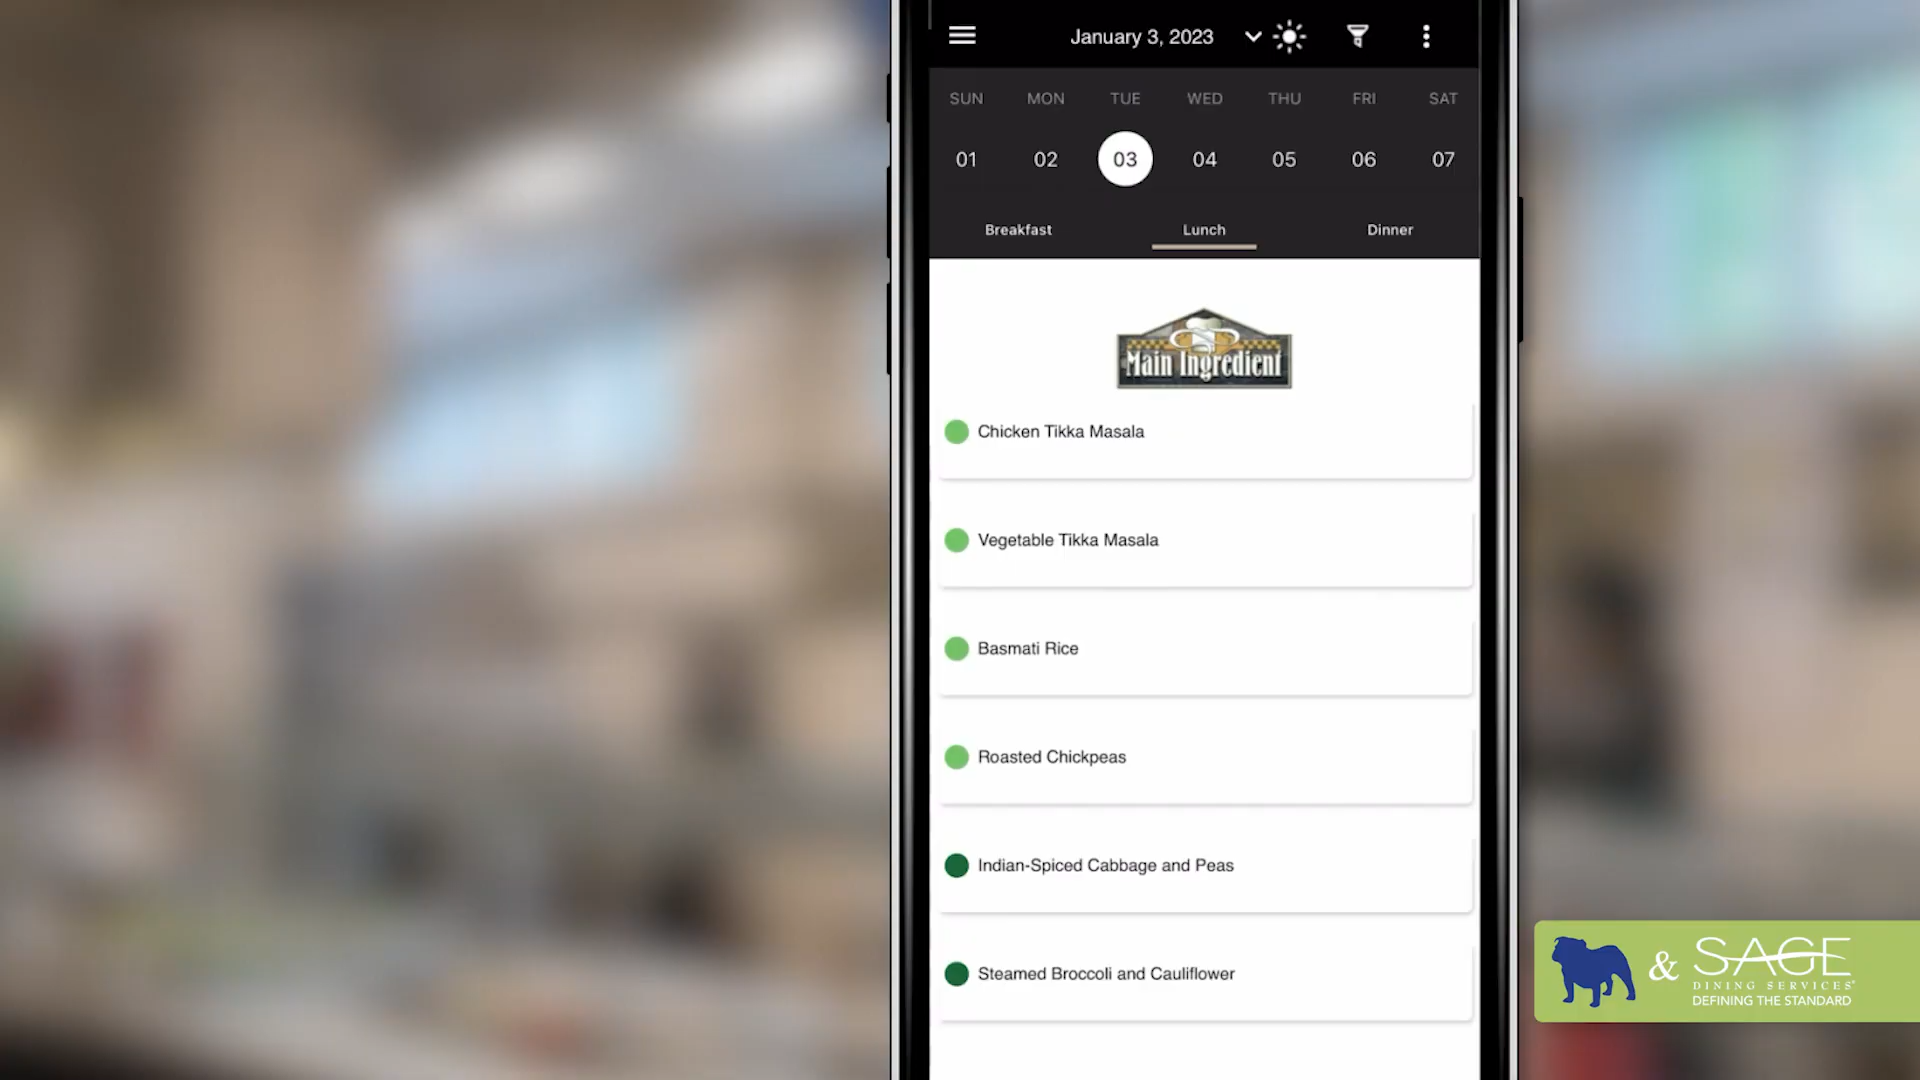 January 3, 2023
SUN MON TUE WED THU FRI SAT
01 02 03 04 05 06 07
Breakfast Lunch Dinner
Main Ingredient
Chicken Tikka Masala
Vegetable Tikka Masala
Basmati Rice
Roasted Chickpeas
Indian-Spiced Cabbage and Peas
Steamed Broccoli and Cauliflower
& SAGE
DINING SERVICES®
DEFINING THE STANDARD